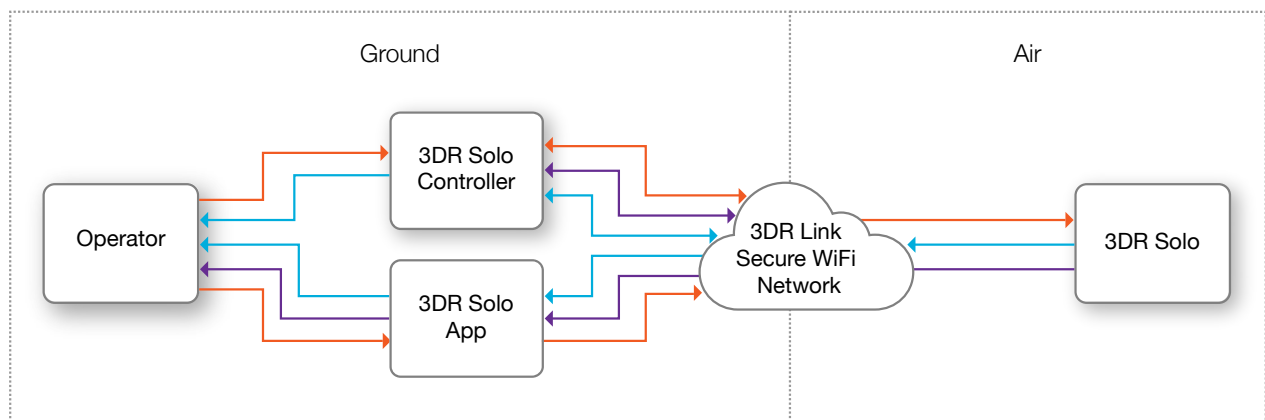 Ground
Air
3DR Solo
Controller
Operator
3DR Link
Secure WiFi
Network
3DR Solo
3DR Solo
App